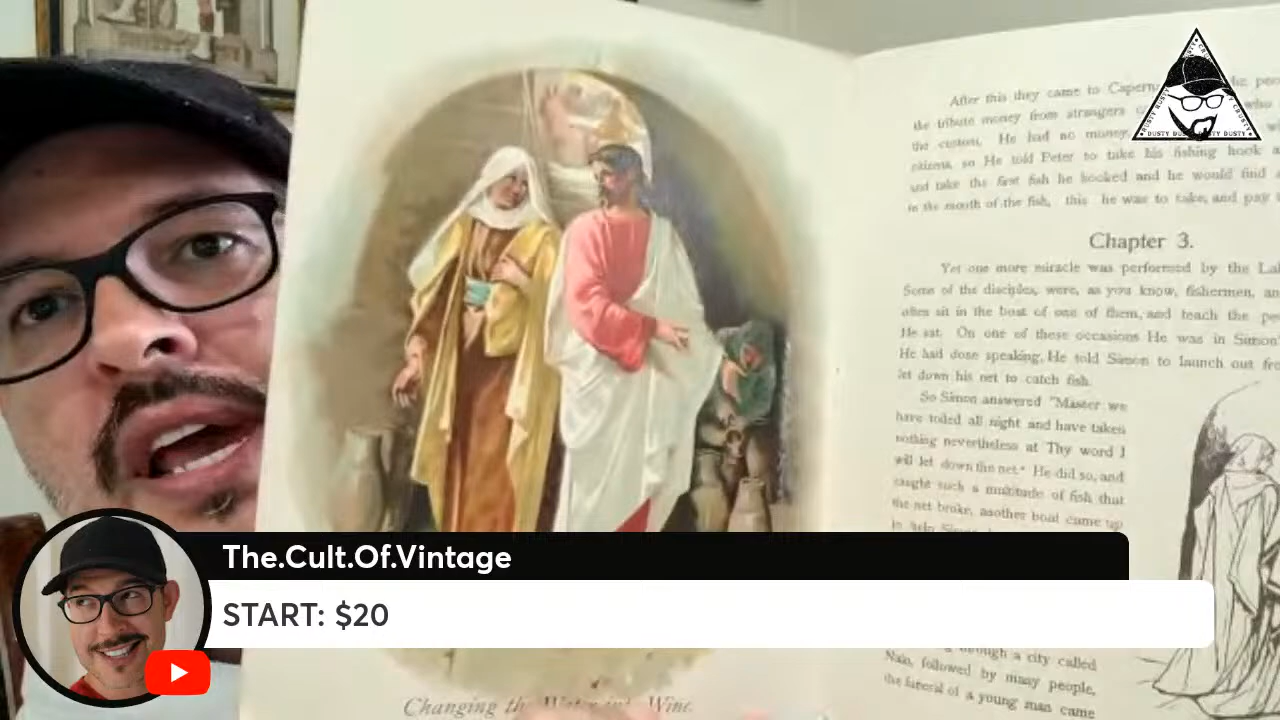 After this they came to
the tribute money from strangers
the custom, He had no money
citizens, so He told Peter to take his fishing hook
and take the first fish he hooked and he would find
in the mouth of the fish, this he was to take, and pay
Chapter 3.
Yet one more miracle was performed by the
Some of the disciples, were, as you know, fishermen,
often sit in the boat of one of them, and teach the
He sat. On one of these occasions He was in
He had done speaking, He told Simon to launch out
let down his net to catch fish.
So Simon answered "Master we
have toiled all night and have taken
nothing nevertheless at Thy word I
will let down the net." He did so, and
caught such a multitude of fish that
the net broke, another boat came up
through a city called
Nain, followed by many people,
the funeral of a young man came
Changing the Water into Wine.
The.Cult.Of.Vintage
START: $20